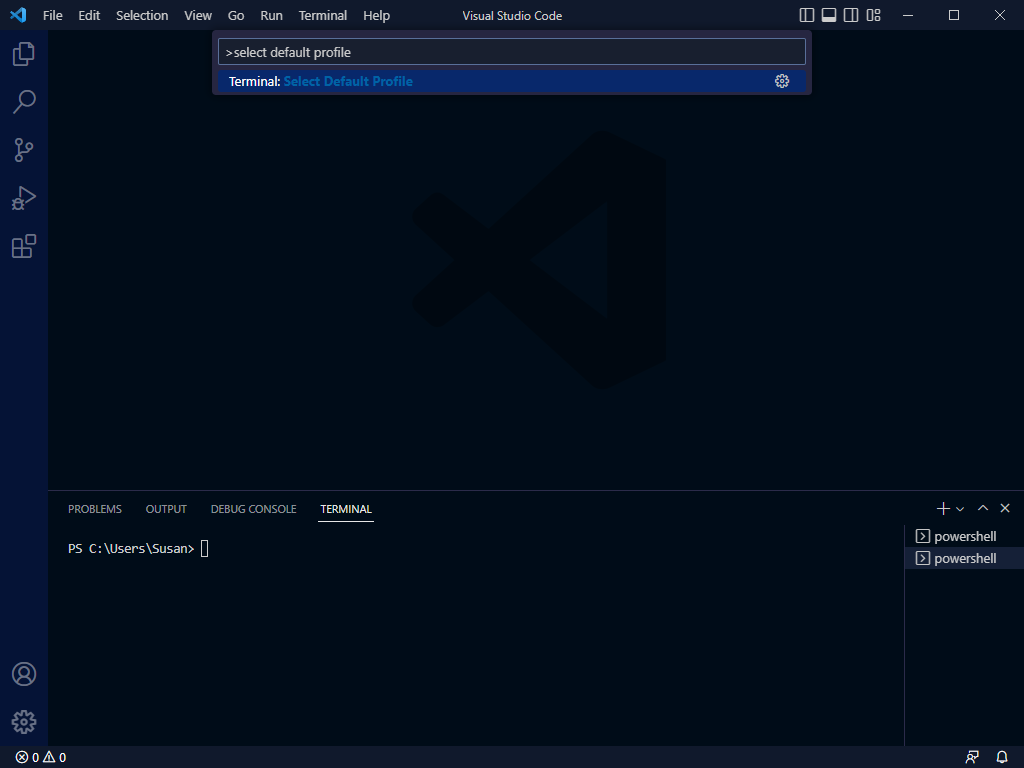 File Edit Selection View Go Run Terminal Help Visual Studio Code
>select default profile
Terminal: Select Default Profile
PROBLEMS OUTPUT DEBUG CONSOLE TERMINAL
powershell
PS C:\Users\Susan>
powershell
0 0